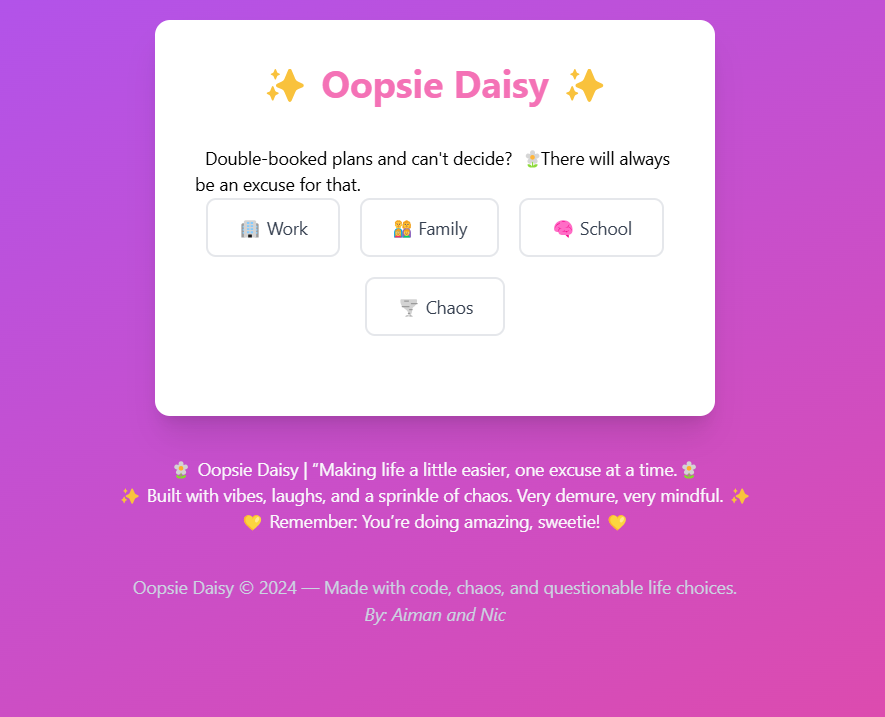 ✨ Oopsie Daisy ✨
Double-booked plans and can't decide? 🌼There will always
be an excuse for that.
🏢 Work
👨‍👩‍👧‍👦 Family
🧠 School
🌪️ Chaos
🌼 Oopsie Daisy | “Making life a little easier, one excuse at a time.🌼
✨ Built with vibes, laughs, and a sprinkle of chaos. Very demure, very mindful. ✨
💛 Remember: You’re doing amazing, sweetie! 💛
Oopsie Daisy © 2024 — Made with code, chaos, and questionable life choices.
By: Aiman and Nic